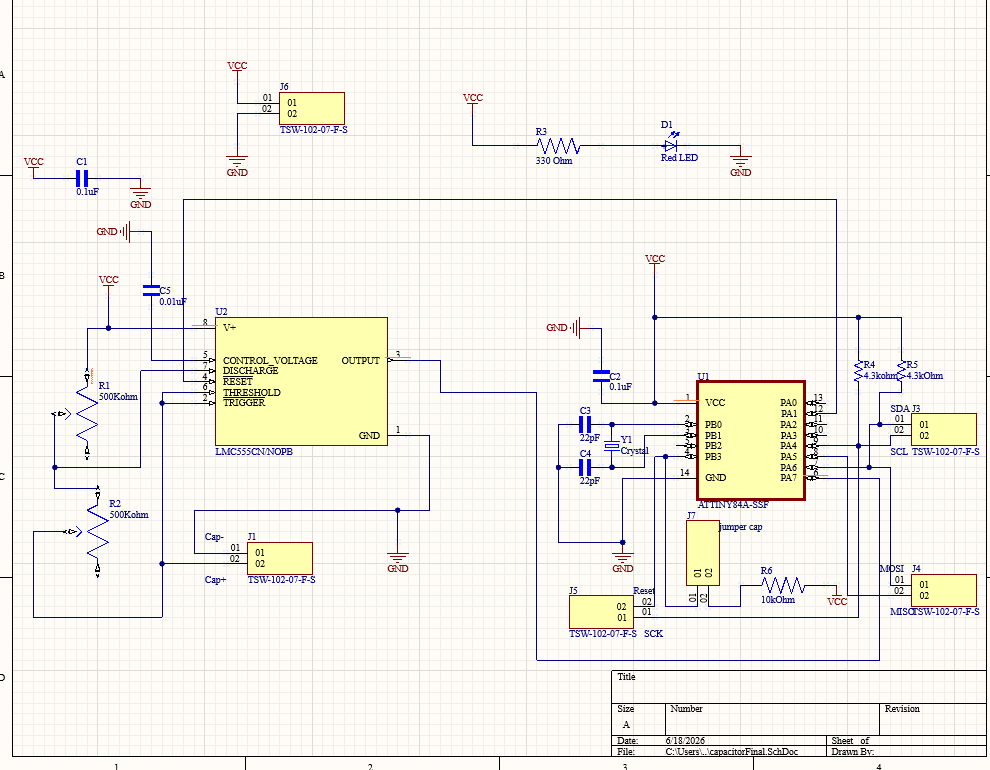 A
VCC
J6
01 01
02 02
TSW-102-07-F-S
GND
VCC
R3
330 Ohm
D1
Red LED
GND
VCC
C1
0.1uF
GND
GND
B
VCC
C5
0.01uF
U2
8 V+
5 CONTROL_VOLTAGE
7 DISCHARGE
4 RESET
6 THRESHOLD
2 TRIGGER
OUTPUT 3
GND 1
LMC555CN/NOPB
R1
500Kohm
R2
500Kohm
Cap-
J1
01 01
02 02
Cap+
TSW-102-07-F-S
GND
VCC
GND
C2
0.1uF
R4
4.3kohm
R5
4.3kOhm
U1
1 VCC
2 PB0
3 PB1
5 PB2
4 PB3
14 GND
PA0 13
PA1 12
PA2 11
PA3 10
PA4
PA5 8
PA6
PA7 6
ATTINY84A-SSF
C3
22pF
Y1
Crystal
C4
22pF
GND
SDA J3
01 01
02 02
SCL TSW-102-07-F-S
C
J7
jumper cap
01 02
01 02
R6
10kOhm
VCC
J5
Reset
02 02
01 01
TSW-102-07-F-S SCK
MOSI J4
01 01
02 02
MISO TSW-102-07-F-S
D
Title
Size
A
Number
Revision
Date: 6/18/2026 Sheet of
File: C:\Users\..\capacitorFinal.SchDoc Drawn By:
1 2 3 4